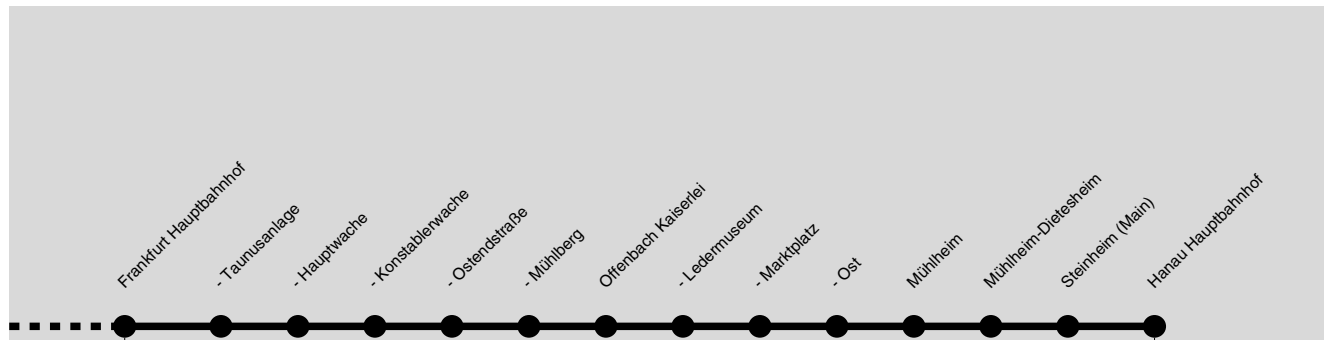 Frankfurt Hauptbahnhof
- Taunusanlage
- Hauptwache
- Konstablerwache
- Ostendstraße
- Mühlberg
Offenbach Kaiserlei
- Ledermuseum
- Marktplatz
- Ost
Mühlheim
Mühlheim-Dietesheim
Steinheim (Main)
Hanau Hauptbahnhof